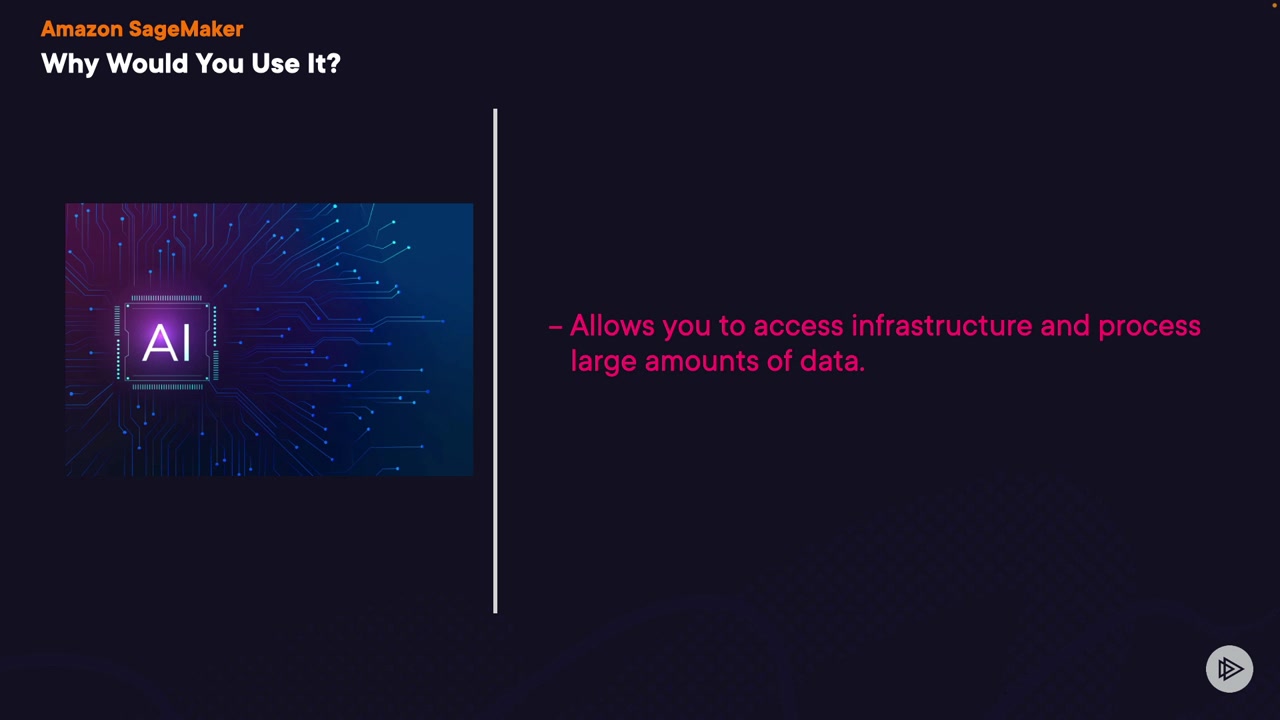 Amazon SageMaker
Why Would You Use It?
AI
– Allows you to access infrastructure and process
large amounts of data.